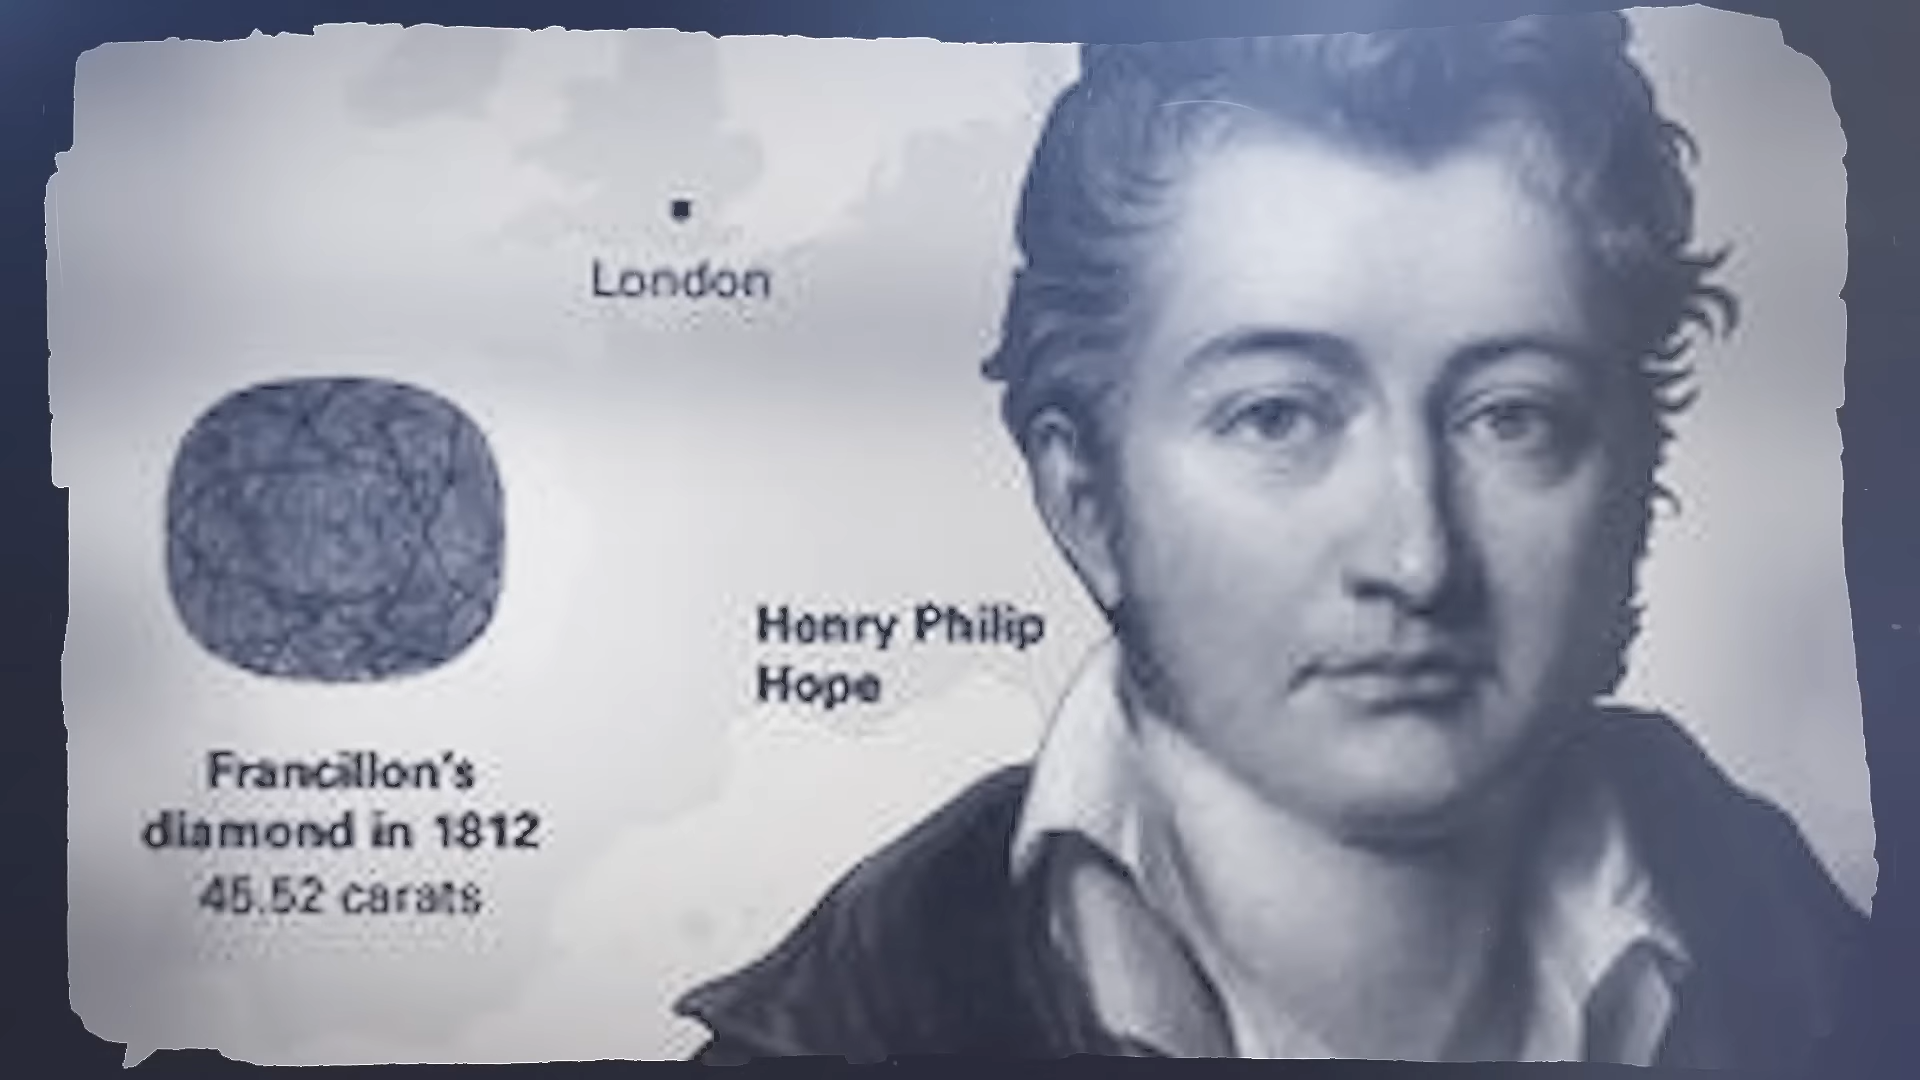 London
Henry Philip
Hope
Francillon's
diamond in 1812
45.52 carats